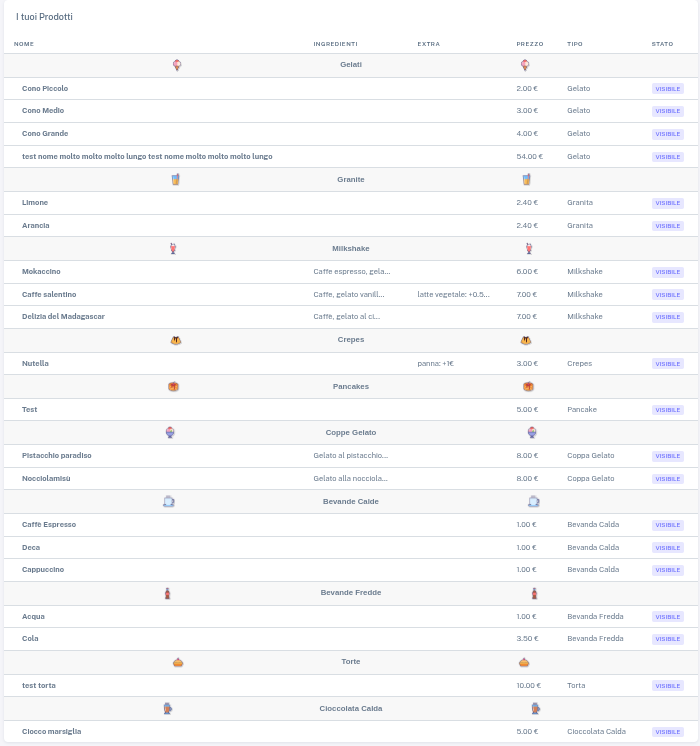 I tuoi Prodotti
NOME INGREDIENTI EXTRA PREZZO TIPO STATO
Gelati
Cono Piccolo 2.00 € Gelato VISIBILE
Cono Medio 3.00 € Gelato VISIBILE
Cono Grande 4.00 € Gelato VISIBILE
test nome molto molto molto lungo test nome molto molto molto lungo 54.00 € Gelato VISIBILE
Granite
Limone 2.40 € Granita VISIBILE
Arancia 2.40 € Granita VISIBILE
Milkshake
Mokaccino Caffe espresso, gela... 6.00 € Milkshake VISIBILE
Caffe salentino Caffe, gelato vanill... latte vegetale: +0.5... 7.00 € Milkshake VISIBILE
Delizia del Madagascar Caffè, gelato al ci... 7.00 € Milkshake VISIBILE
Crepes
Nutella panna: +1€ 3.00 € Crepes VISIBILE
Pancakes
Test 5.00 € Pancake VISIBILE
Coppe Gelato
Pistacchio paradiso Gelato al pistacchio... 8.00 € Coppa Gelato VISIBILE
Nocciolamisù Gelato alla nocciola... 8.00 € Coppa Gelato VISIBILE
Bevande Calde
Caffè Espresso 1.00 € Bevanda Calda VISIBILE
Deca 1.00 € Bevanda Calda VISIBILE
Cappuccino 1.00 € Bevanda Calda VISIBILE
Bevande Fredde
Acqua 1.00 € Bevanda Fredda VISIBILE
Cola 3.50 € Bevanda Fredda VISIBILE
Torte
test torta 10.00 € Torta VISIBILE
Cioccolata Calda
Ciocco marsiglia 5.00 € Cioccolata Calda VISIBILE